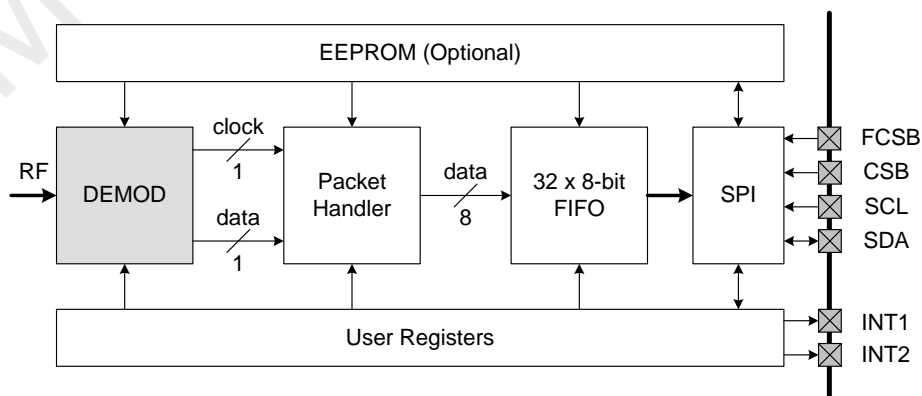 EEPROM (Optional)
clock
1
data
1
RF
DEMOD
Packet
Handler
data
8
32 x 8-bit
FIFO
SPI
FCSB
CSB
SCL
SDA
User Registers
INT1
INT2